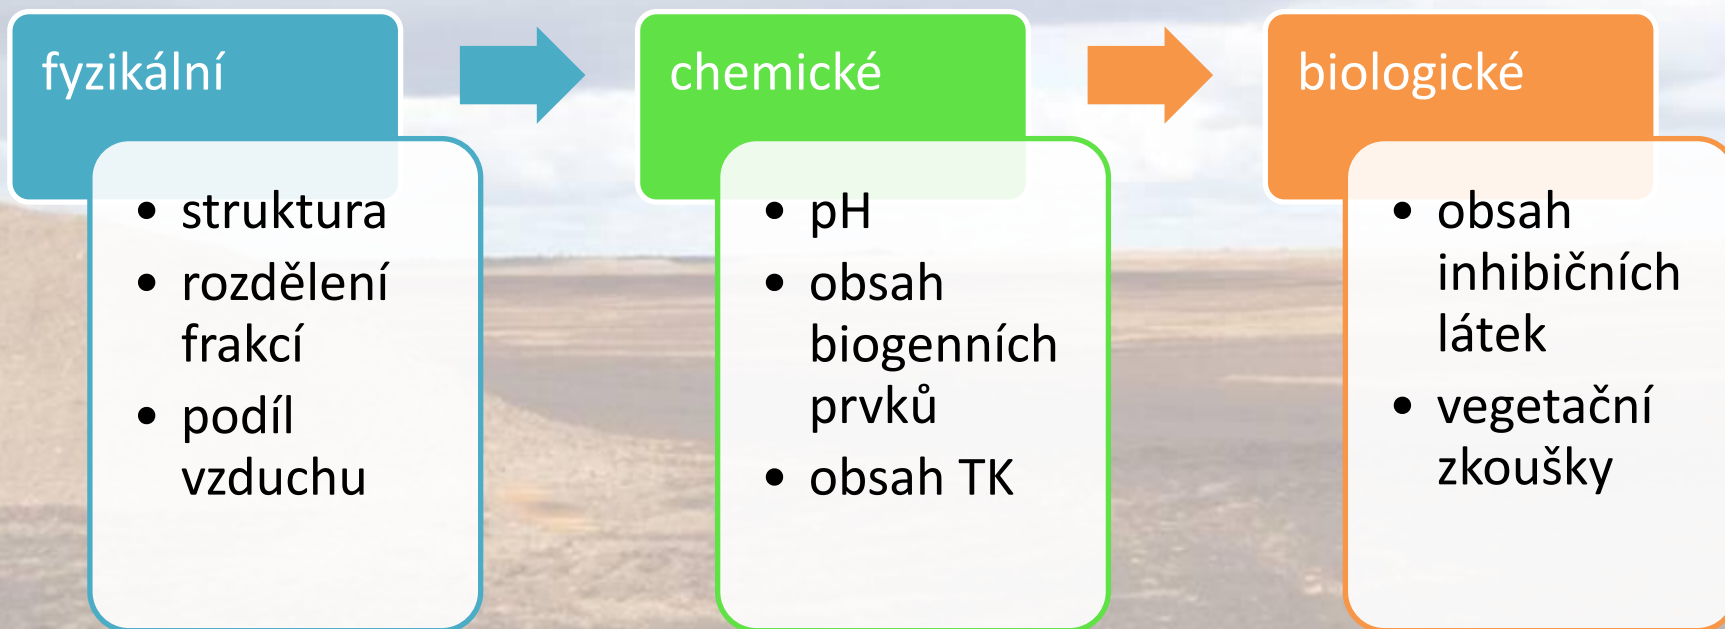 fyzikální
• struktura
• rozdělení
frakcí
• podíl
vzduchu
chemické
• pH
• obsah
biogenních
prvků
• obsah TK
biologické
• obsah
inhibičních
látek
• vegetační
zkoušky